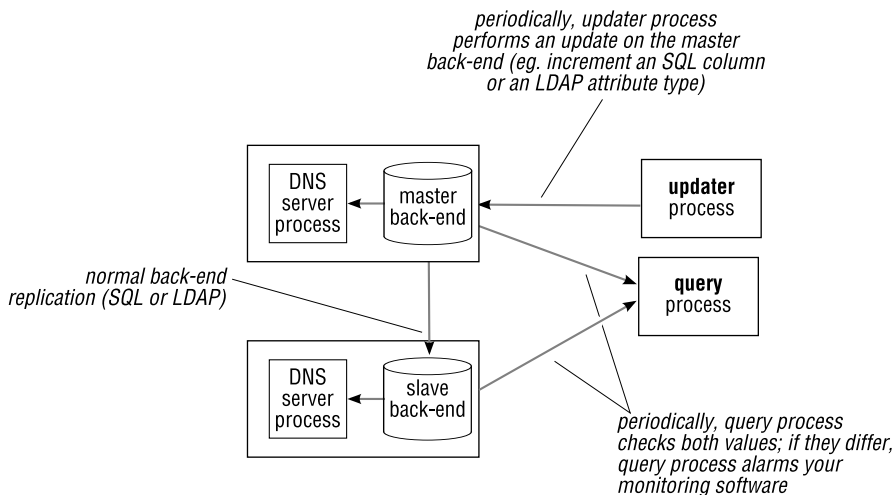 periodically, updater process
performs an update on the master
back-end (eg. increment an SQL column
or an LDAP attribute type)
DNS
server
process
master
back-end
updater
process
normal back-end
replication (SQL or LDAP)
query
process
DNS
server
process
slave
back-end
periodically, query process
checks both values; if they differ,
query process alarms your
monitoring software